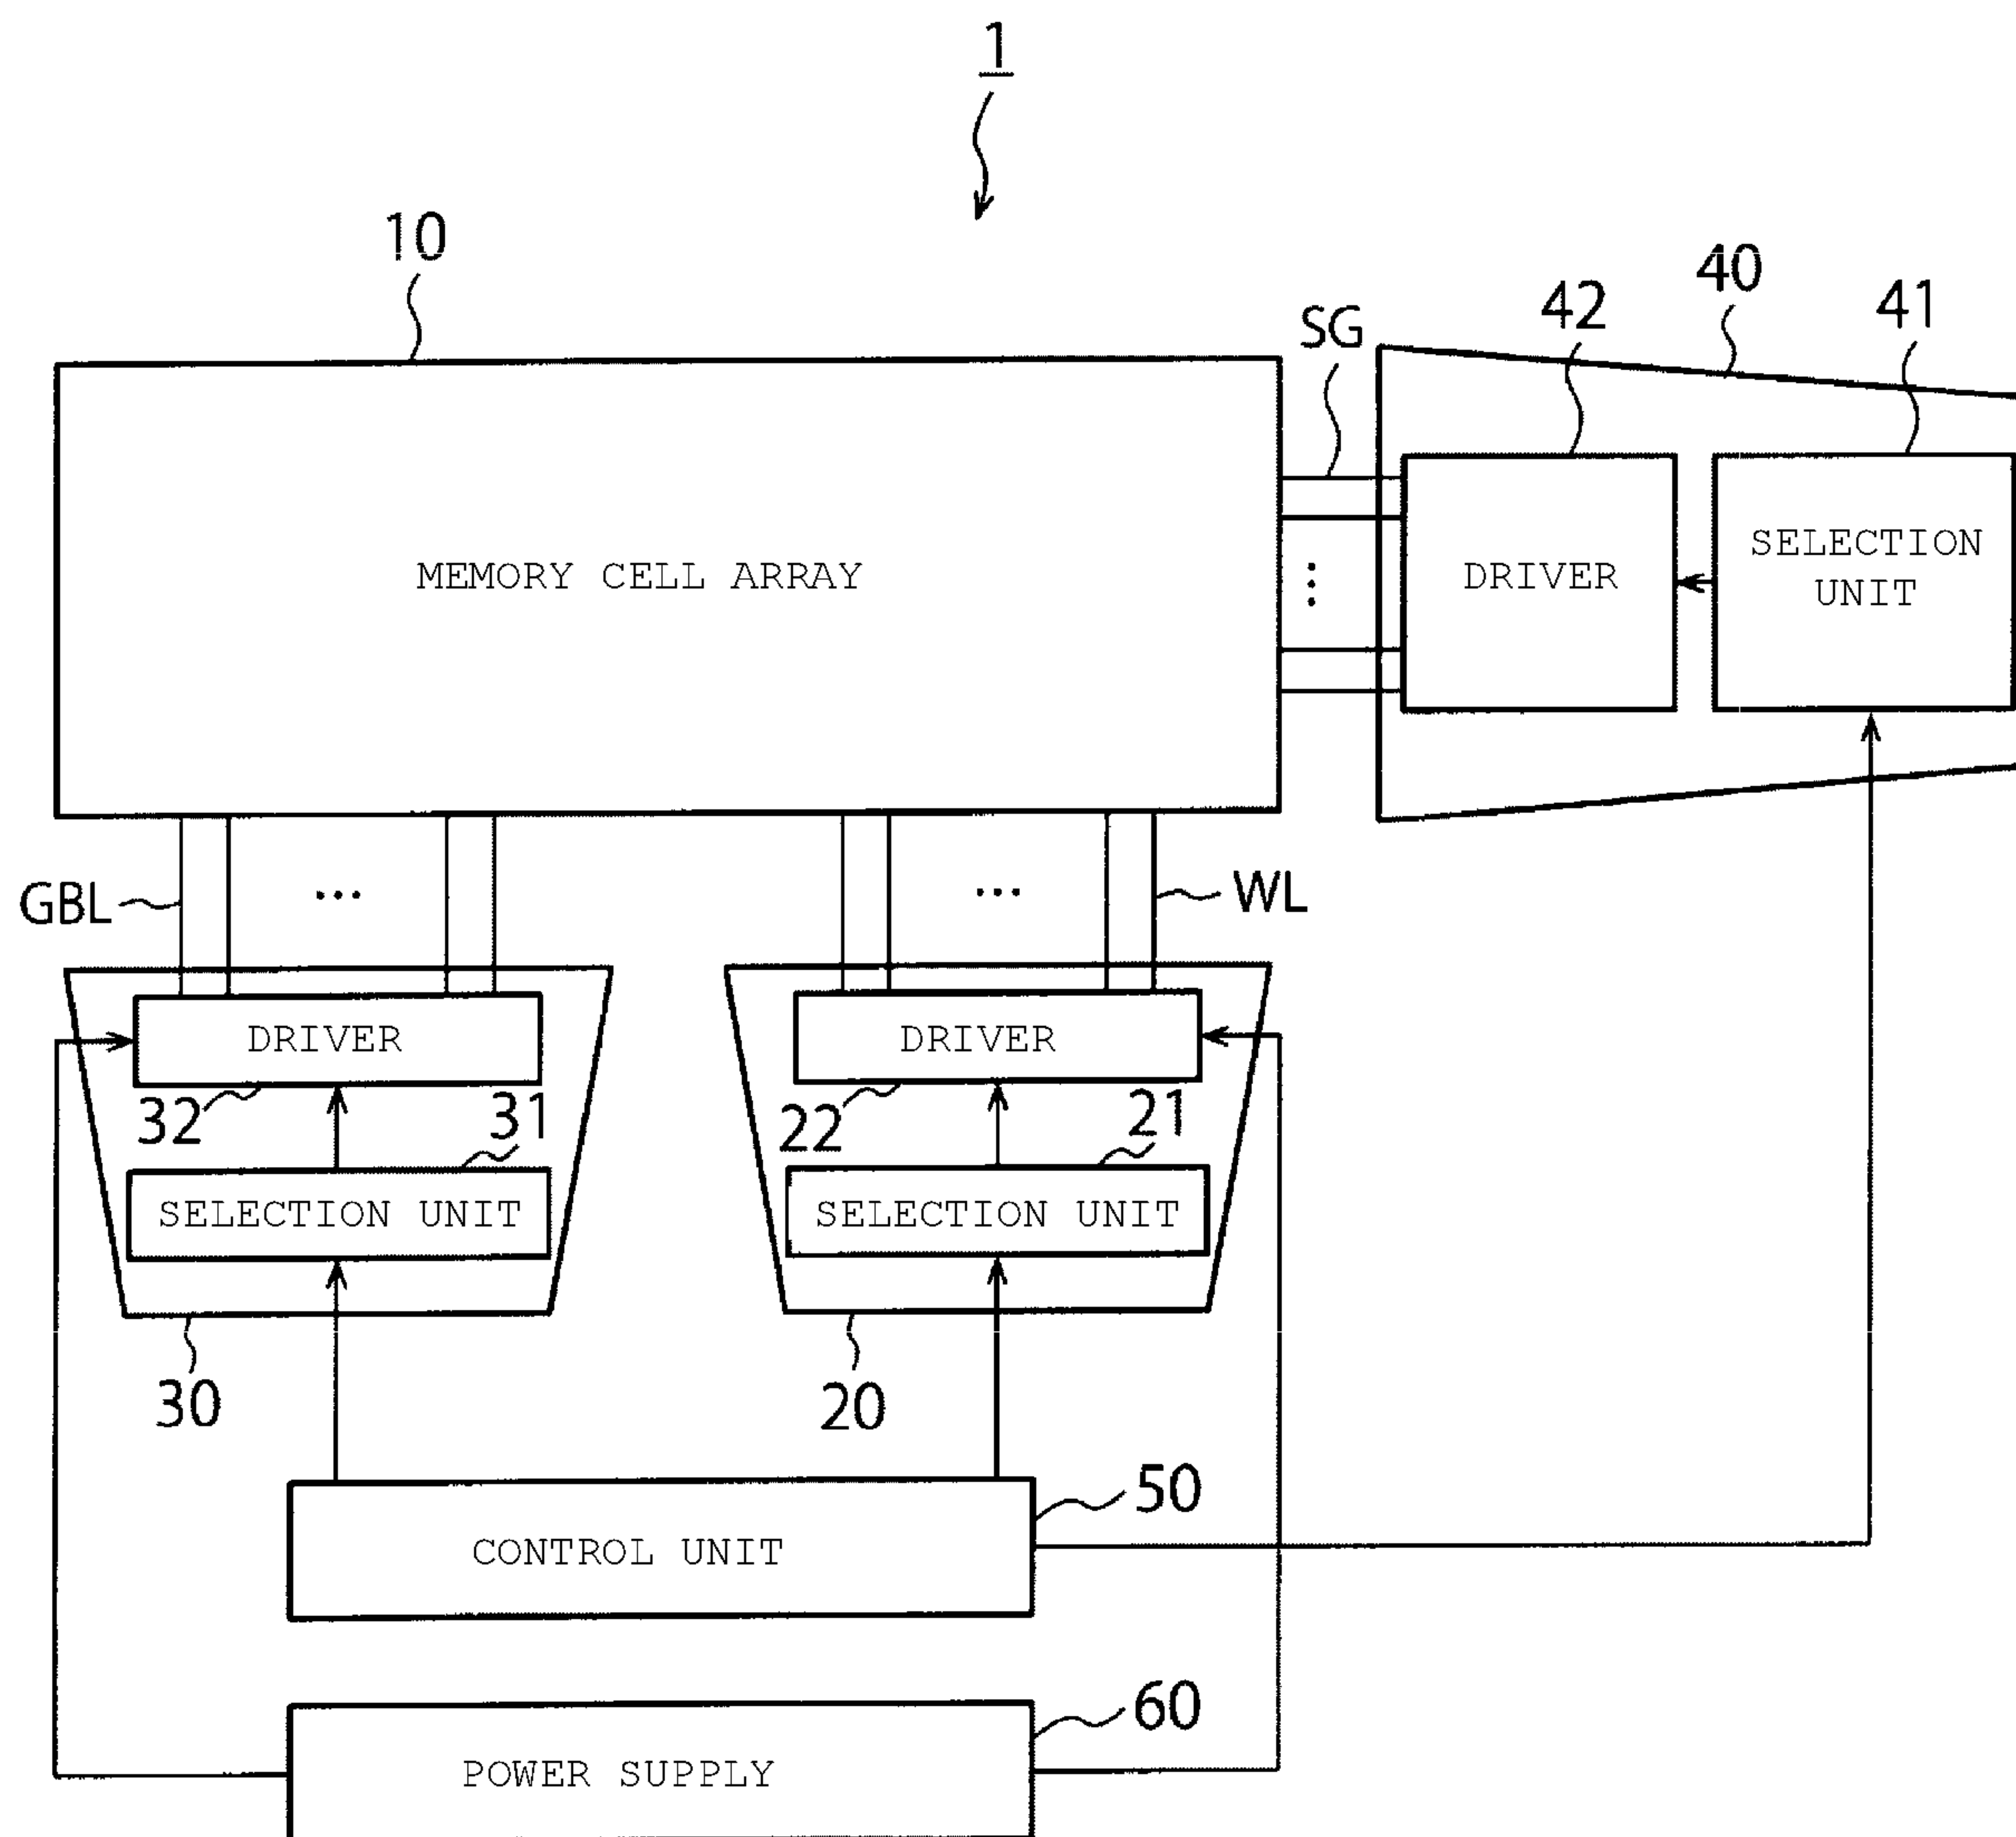 1
10
40
42
41
SG
MEMORY CELL ARRAY
DRIVER
SELECTION
UNIT
GBL
...
...
WL
DRIVER
DRIVER
32
31
22
21
SELECTION UNIT
SELECTION UNIT
30
20
50
CONTROL UNIT
60
POWER SUPPLY